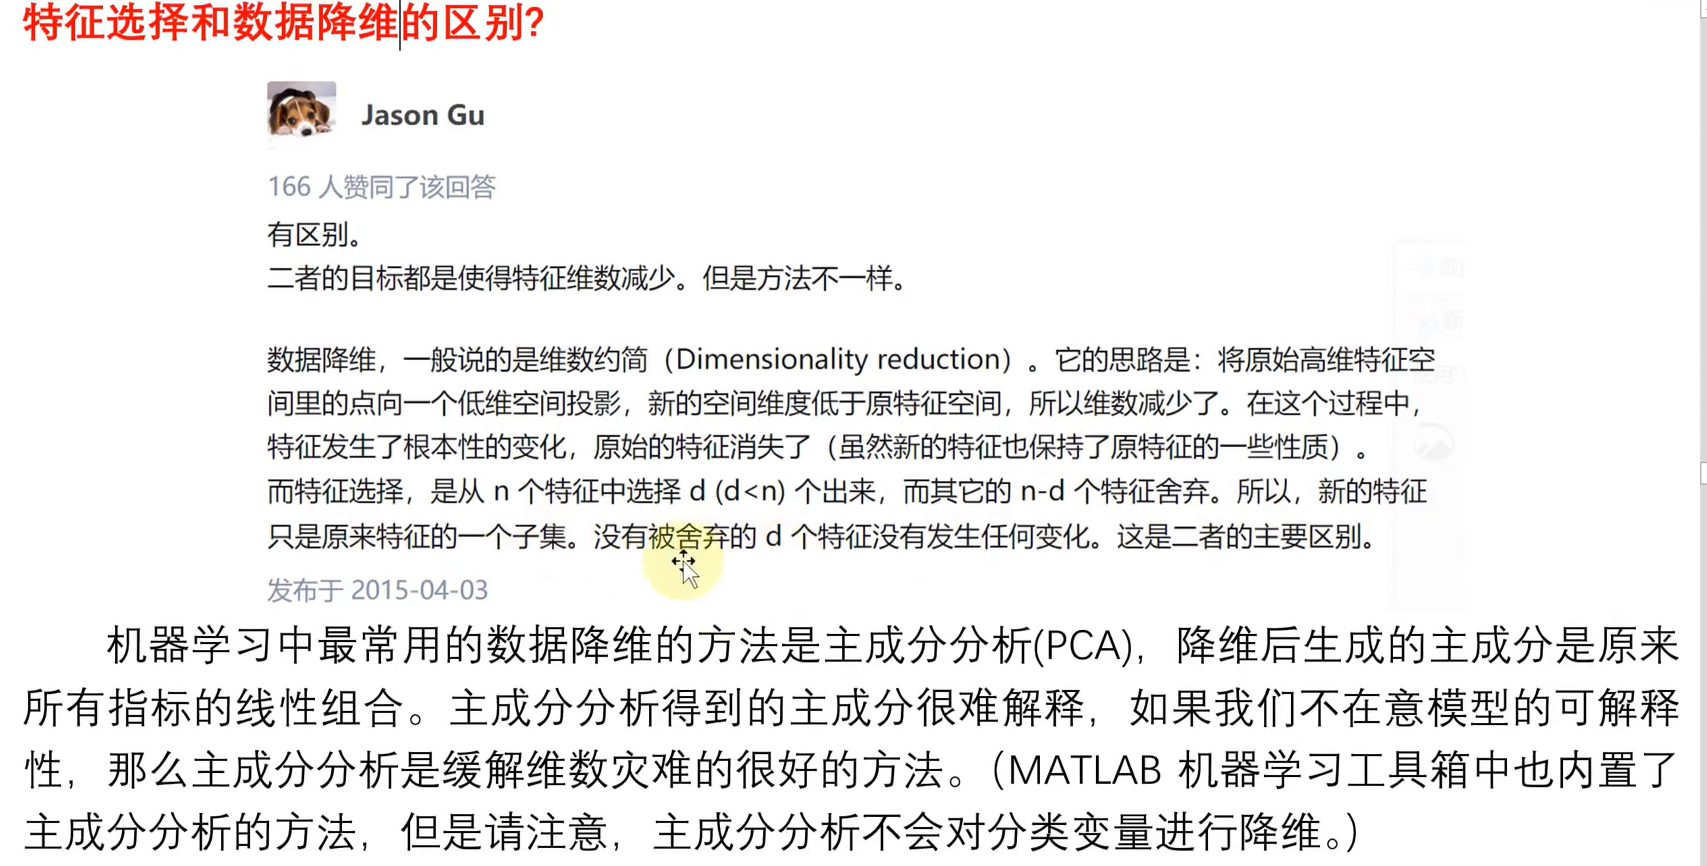 特征选择和数据降维的区别?
Jason Gu
166 人赞同了该回答
有区别。
二者的目标都是使得特征维数减少。但是方法不一样。
数据降维，一般说的是维数约简（Dimensionality reduction）。它的思路是：将原始高维特征空
间里的点向一个低维空间投影，新的空间维度低于原特征空间，所以维数减少了。在这个过程中，
特征发生了根本性的变化，原始的特征消失了（虽然新的特征也保持了原特征的一些性质）。
而特征选择，是从 n 个特征中选择 d (d<n) 个出来，而其它的 n-d 个特征舍弃。所以，新的特征
只是原来特征的一个子集。没有被舍弃的 d 个特征没有发生任何变化。这是二者的主要区别。
发布于 2015-04-03
机器学习中最常用的数据降维的方法是主成分分析(PCA)，降维后生成的主成分是原来
所有指标的线性组合。主成分分析得到的主成分很难解释，如果我们不在意模型的可解释
性，那么主成分分析是缓解维数灾难的很好的方法。（MATLAB 机器学习工具箱中也内置了
主成分分析的方法，但是请注意，主成分分析不会对分类变量进行降维。）